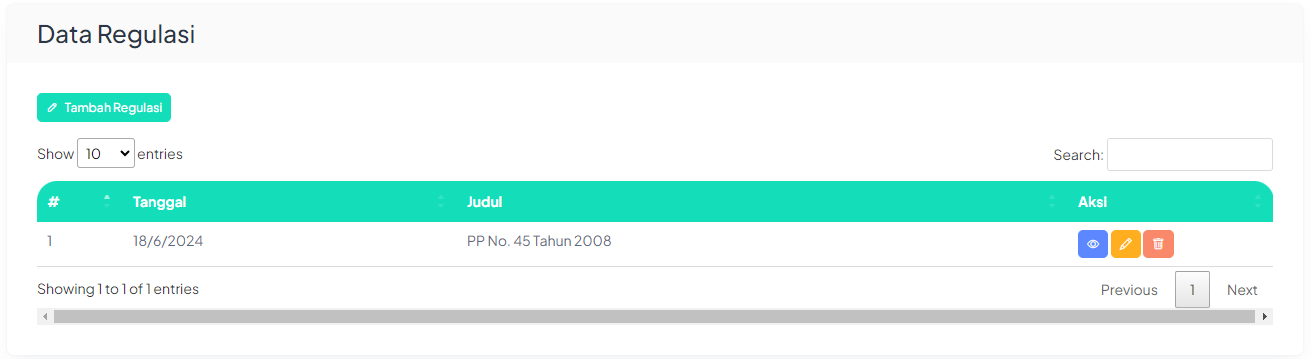 Data Regulasi
Tambah Regulasi
Show 10 entries
Search:
# Tanggal Judul Aksi
1 18/6/2024 PP No. 45 Tahun 2008
Showing 1 to 1 of 1 entries
Previous 1 Next